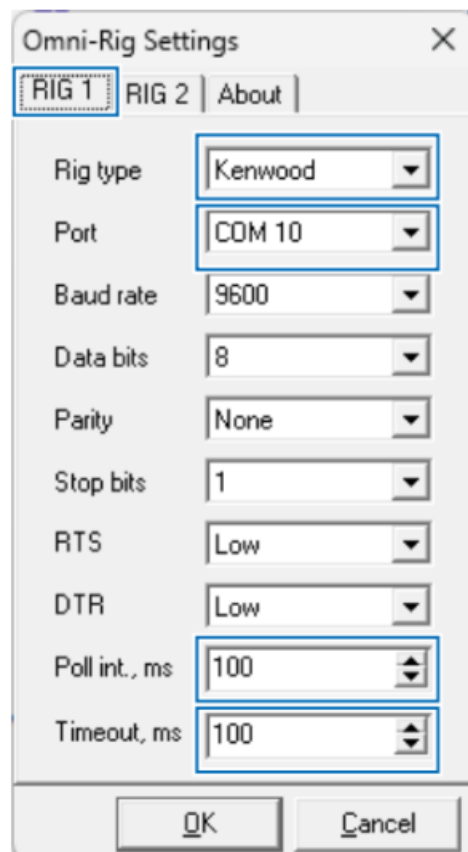 Omni-Rig Settings
RIG 1 RIG 2 About
Rig type Kenwood
Port COM 10
Baud rate 9600
Data bits 8
Parity None
Stop bits 1
RTS Low
DTR Low
Poll int., ms 100
Timeout, ms 100
OK Cancel